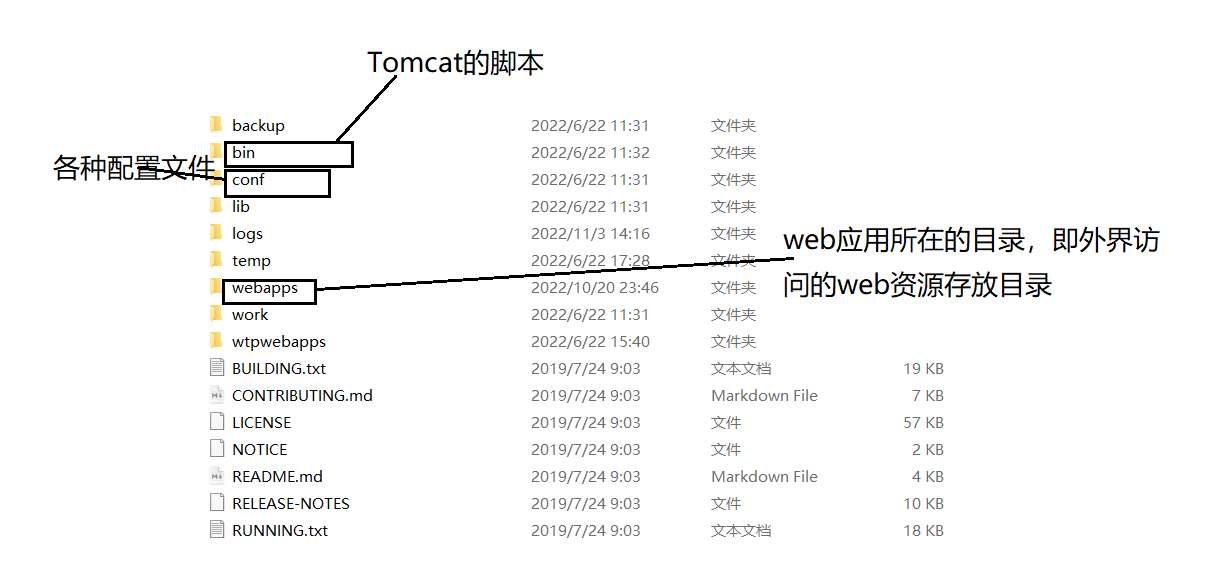 Tomcat的脚本
backup 2022/6/22 11:31 文件夹
bin 2022/6/22 11:32 文件夹
各种配置文件
conf 2022/6/22 11:31 文件夹
lib 2022/6/22 11:31 文件夹
logs 2022/11/3 14:16 文件夹
web应用所在的目录，即外界访
temp 2022/6/22 17:28 文件夹
问的web资源存放目录
webapps 2022/10/20 23:46 文件夹
work 2022/6/22 11:31 文件夹
wtpwebapps 2022/6/22 15:40 文件夹
BUILDING.txt 2019/7/24 9:03 文本文档 19 KB
CONTRIBUTING.md 2019/7/24 9:03 Markdown File 7 KB
LICENSE 2019/7/24 9:03 文件 57 KB
NOTICE 2019/7/24 9:03 文件 2 KB
README.md 2019/7/24 9:03 Markdown File 4 KB
RELEASE-NOTES 2019/7/24 9:03 文件 10 KB
RUNNING.txt 2019/7/24 9:03 文本文档 18 KB